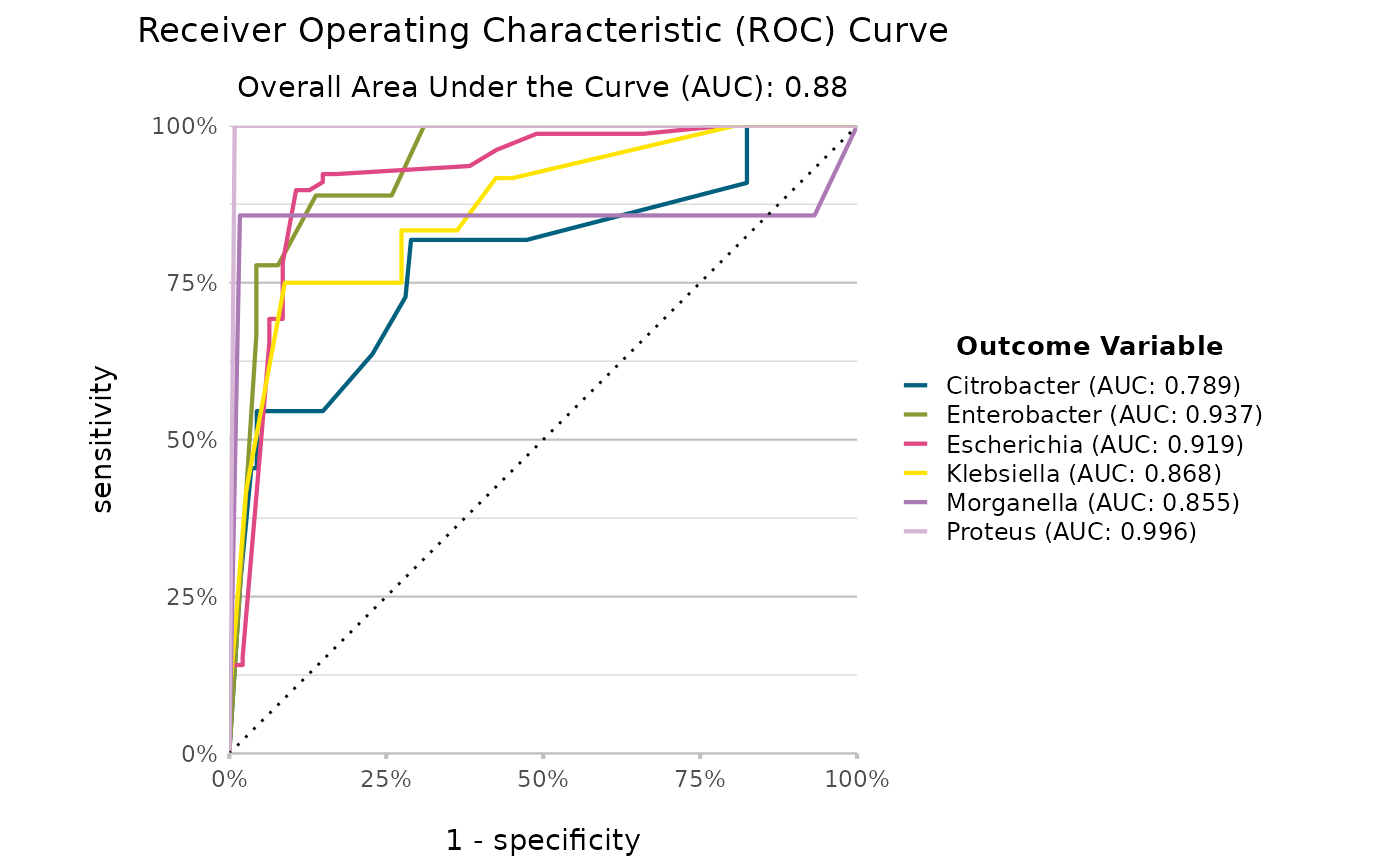 Receiver Operating Characteristic (ROC) Curve
Overall Area Under the Curve (AUC): 0.88
100%
75%
50%
25%
0%
sensitivity
0%
25%
50%
75%
100%
1 - specificity
Outcome Variable
Citrobacter (AUC: 0.789)
Enterobacter (AUC: 0.937)
Escherichia (AUC: 0.919)
Klebsiella (AUC: 0.868)
Morganella (AUC: 0.855)
Proteus (AUC: 0.996)